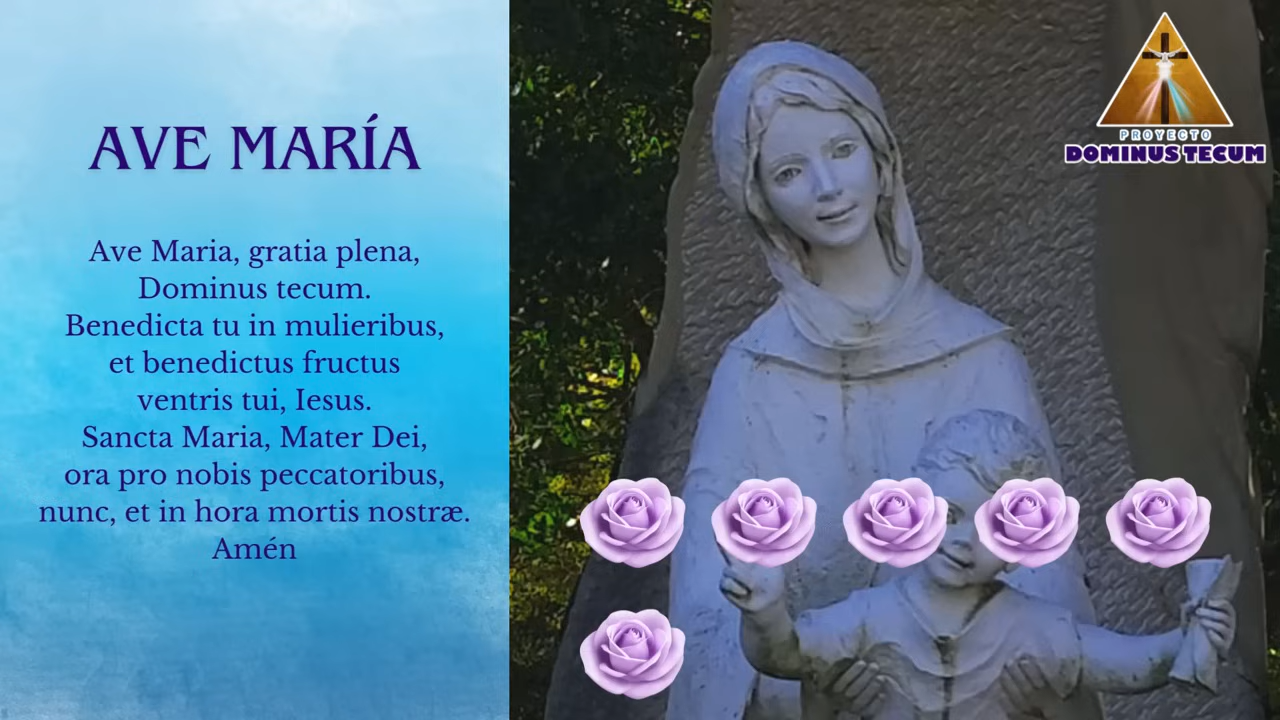 AVE MARÍA
Ave Maria, gratia plena,
Dominus tecum.
Benedicta tu in mulieribus,
et benedictus fructus
ventris tui, Iesus.
Sancta Maria, Mater Dei,
ora pro nobis peccatoribus,
nunc, et in hora mortis nostræ.
Amén
PROYECTO
DOMINUS TECUM